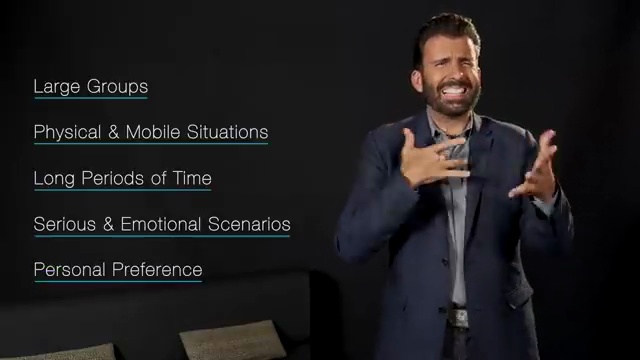 Large Groups
Physical & Mobile Situations
Long Periods of Time
Serious & Emotional Scenarios
Personal Preference